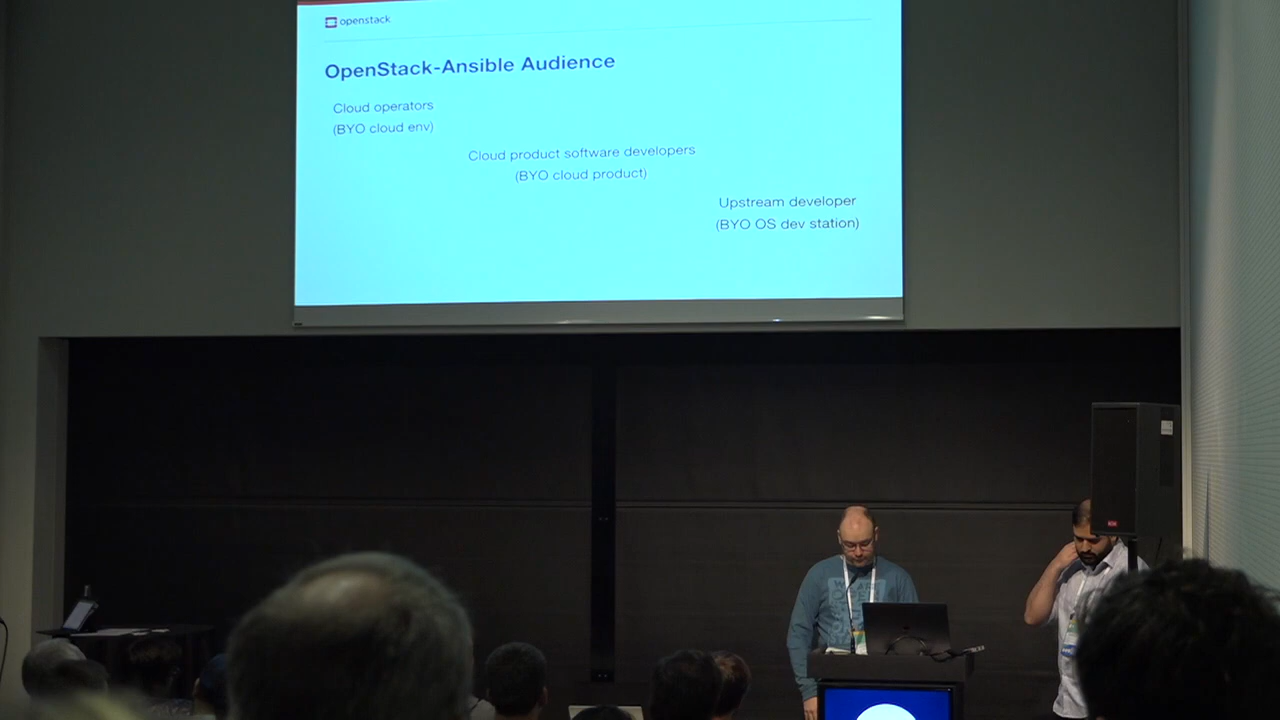 openstack
OpenStack-Ansible Audience
Cloud operators
(BYO cloud env)
Cloud product software developers
(BYO cloud product)
Upstream developer
(BYO OS dev station)